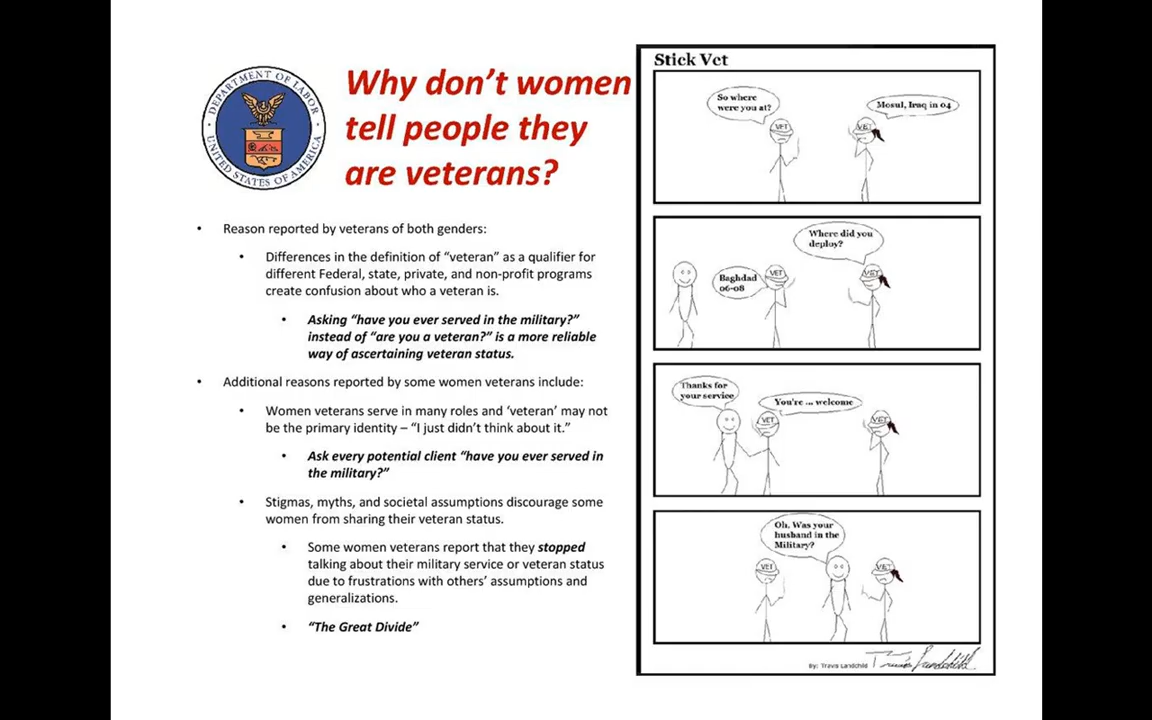 DEPARTMENT OF LABOR
UNITED STATES OF AMERICA
Why don't women
tell people they
are veterans?
• Reason reported by veterans of both genders:
• Differences in the definition of “veteran” as a qualifier for
different Federal, state, private, and non-profit programs
create confusion about who a veteran is.
• Asking “have you ever served in the military?”
instead of “are you a veteran?” is a more reliable
way of ascertaining veteran status.
• Additional reasons reported by some women veterans include:
• Women veterans serve in many roles and ‘veteran’ may not
be the primary identity – “I just didn’t think about it.”
• Ask every potential client “have you ever served in
the military?”
• Stigmas, myths, and societal assumptions discourage some
women from sharing their veteran status.
• Some women veterans report that they stopped
talking about their military service or veteran status
due to frustrations with others’ assumptions and
generalizations.
• “The Great Divide”
Stick Vet
So where
were you at?
Mosul, Iraq in 04
VET
VET
Where did you
deploy?
Baghdad
06-08
VET
VET
Thanks for
your service
You're ... welcome
VET
VET
Oh, Was your
husband in the
Military?
VET
VET
By: Travis Landchild